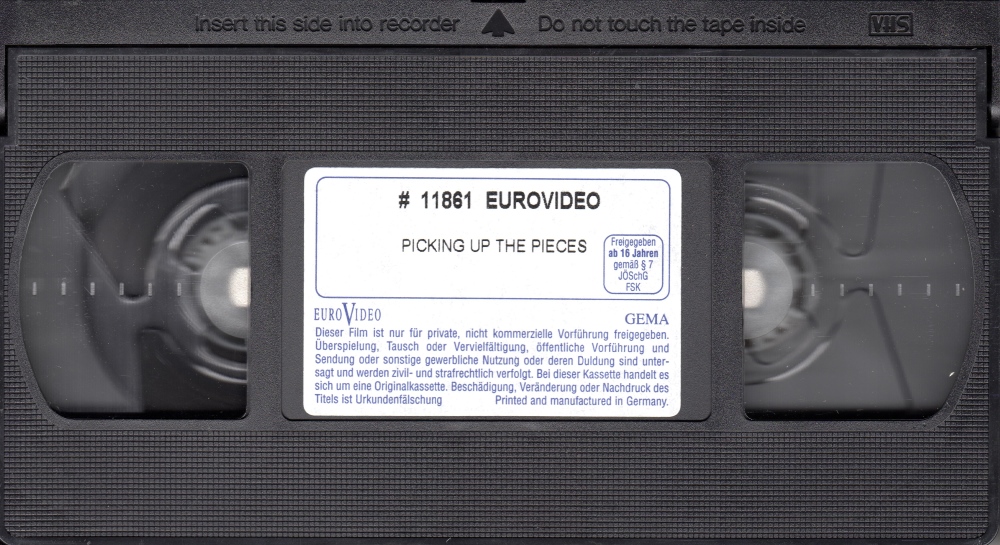 Insert this side into recorder Do not touch the tape inside VHS
# 11861 EUROVIDEO
PICKING UP THE PIECES
Freigegeben
ab 16 Jahren
gemäß § 7
JÖSchG
FSK
EUROVIDEO GEMA
Dieser Film ist nur für private, nicht kommerzielle Vorführung freigegeben.
Überspielung, Tausch oder Vervielfältigung, öffentliche Vorführung und
Sendung oder sonstige gewerbliche Nutzung oder deren Duldung sind unter-
sagt und werden zivil- und strafrechtlich verfolgt. Bei dieser Kassette handelt es
sich um eine Originalkassette. Beschädigung, Veränderung oder Nachdruck des
Titels ist Urkundenfälschung Printed and manufactured in Germany.